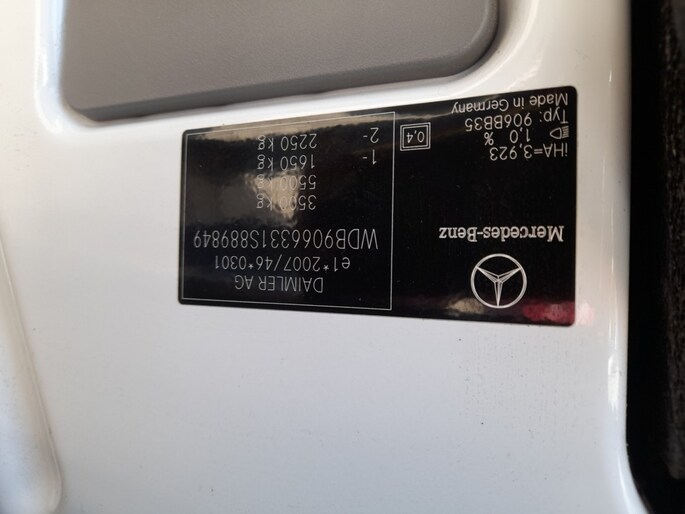 DAIMLER AG
e1*2007/46*0301
WDB9066331S889849
3500 kg
5500 kg
1- 1650 kg
2- 2250 kg
Mercedes-Benz
iHA=3,923
1,0 %
0,4
Typ: 906BB35
Made in Germany